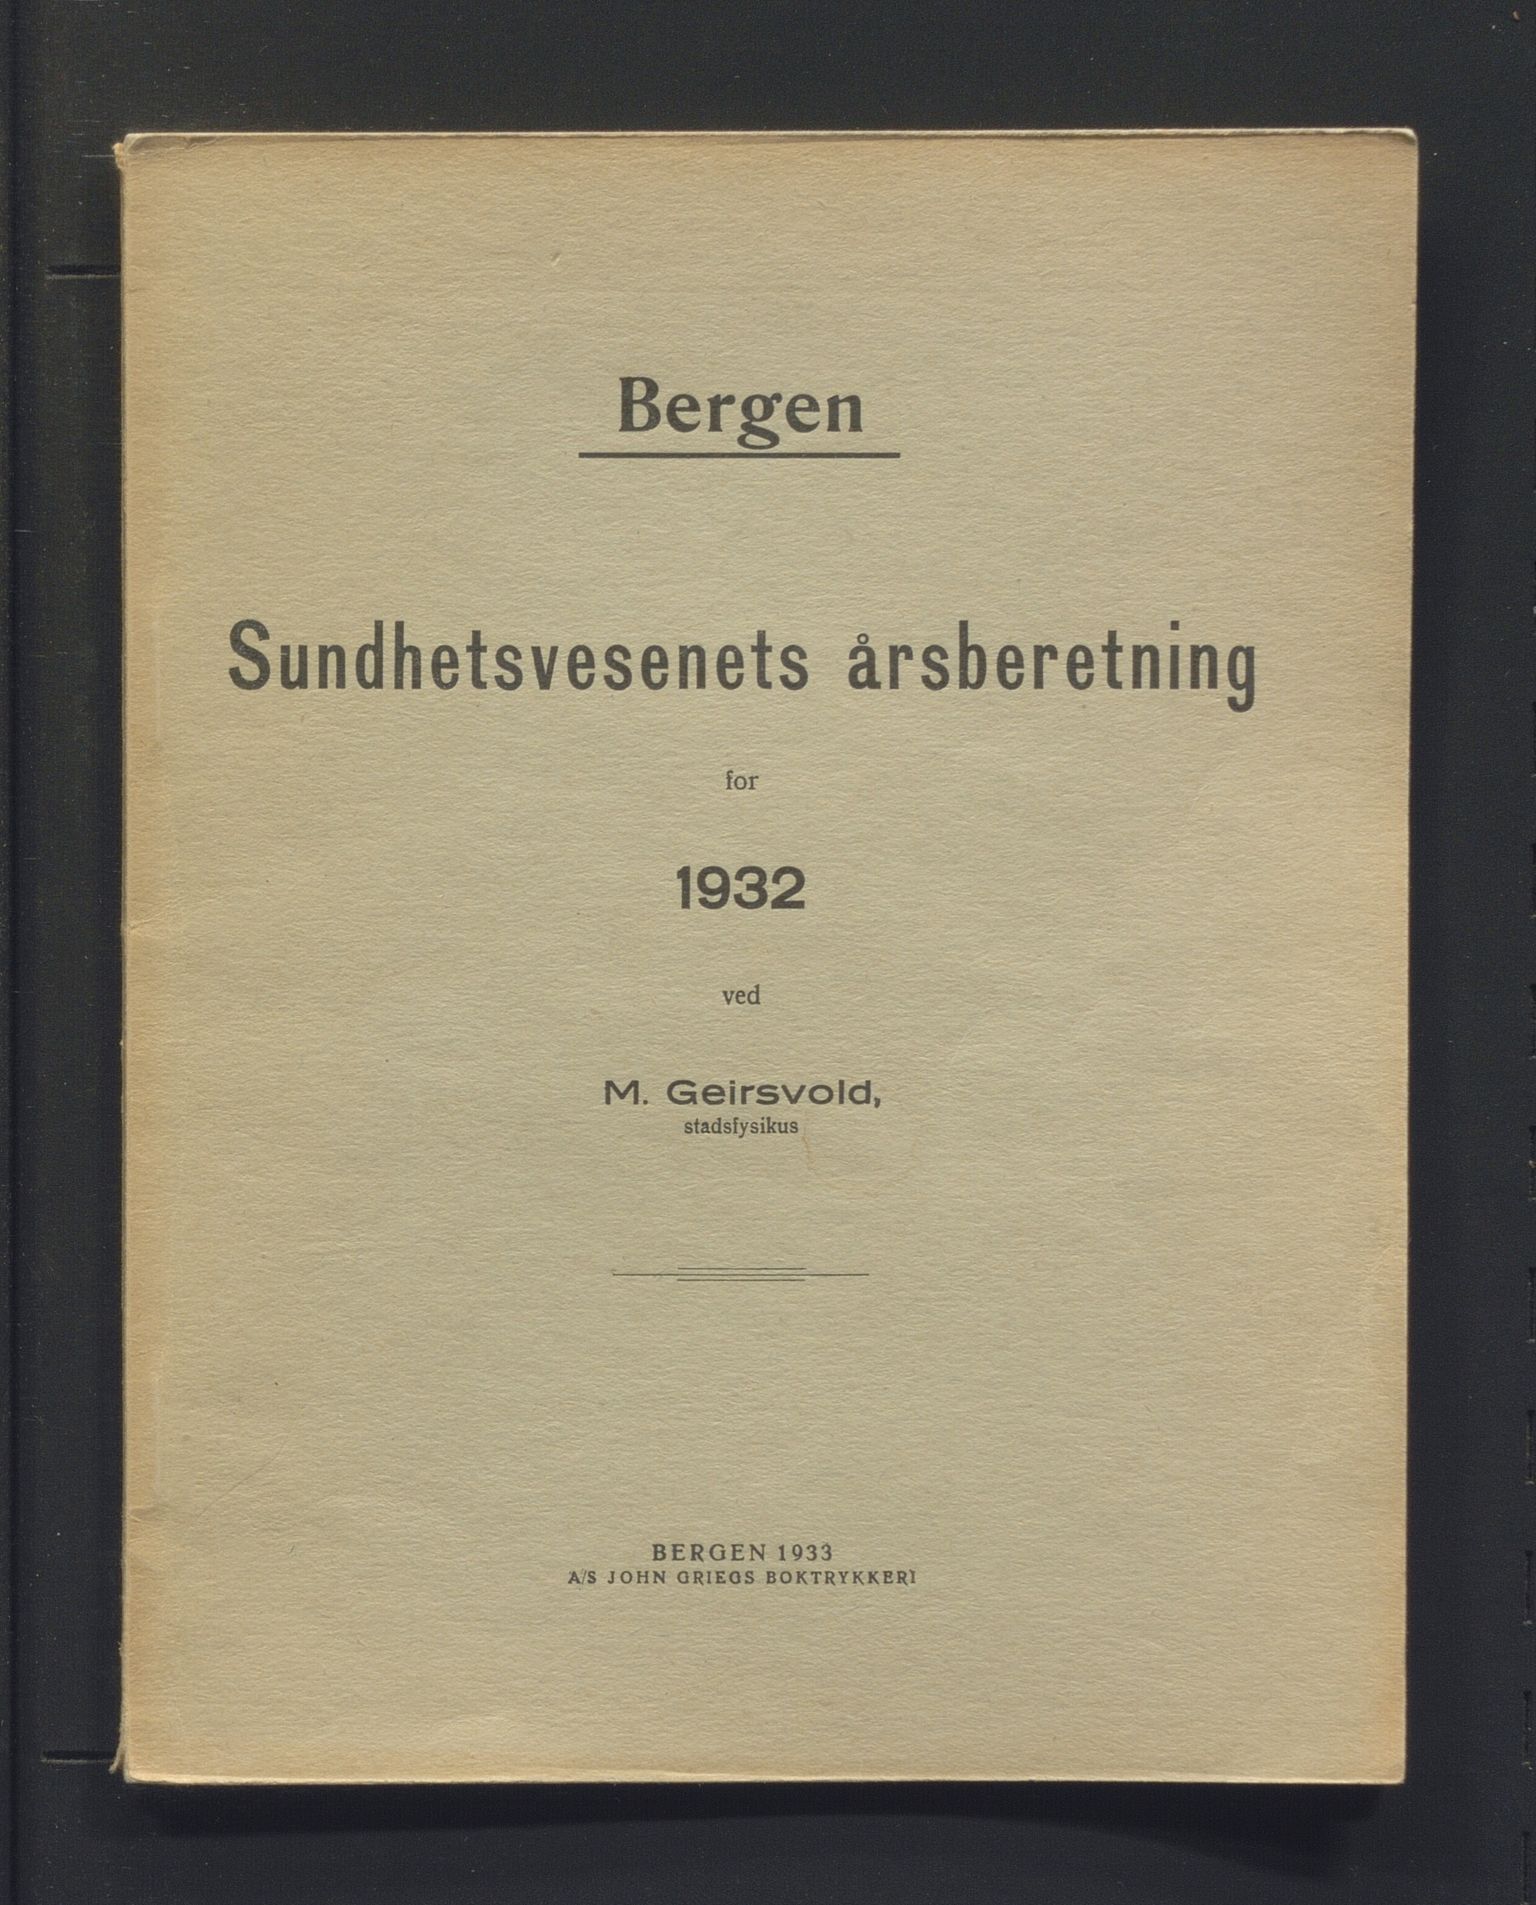 Bergen
Sundhetsvesenets årsberetning
for
1932
ved
M. Geirsvold,
stadsfysikus
BERGEN 1933
A/S JOHN GRIEGS BOKTRYKKERI